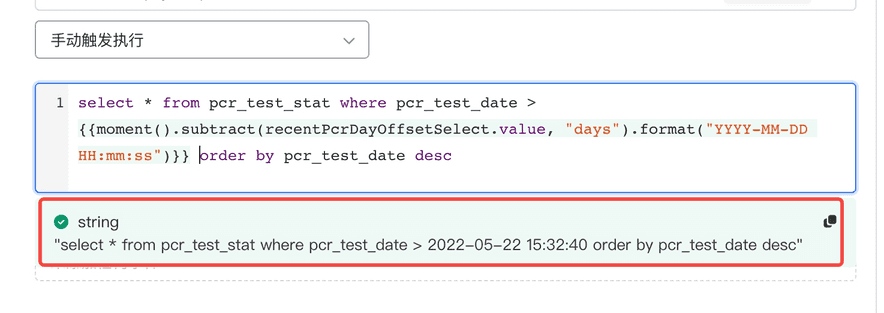 手动触发执行
1 select * from pcr_test_stat where pcr_test_date >
{{moment().subtract(recentPcrDayOffsetSelect.value, "days").format("YYYY-MM-DD
HH:mm:ss")}} order by pcr_test_date desc
string
"select * from pcr_test_stat where pcr_test_date > 2022-05-22 15:32:40 order by pcr_test_date desc"